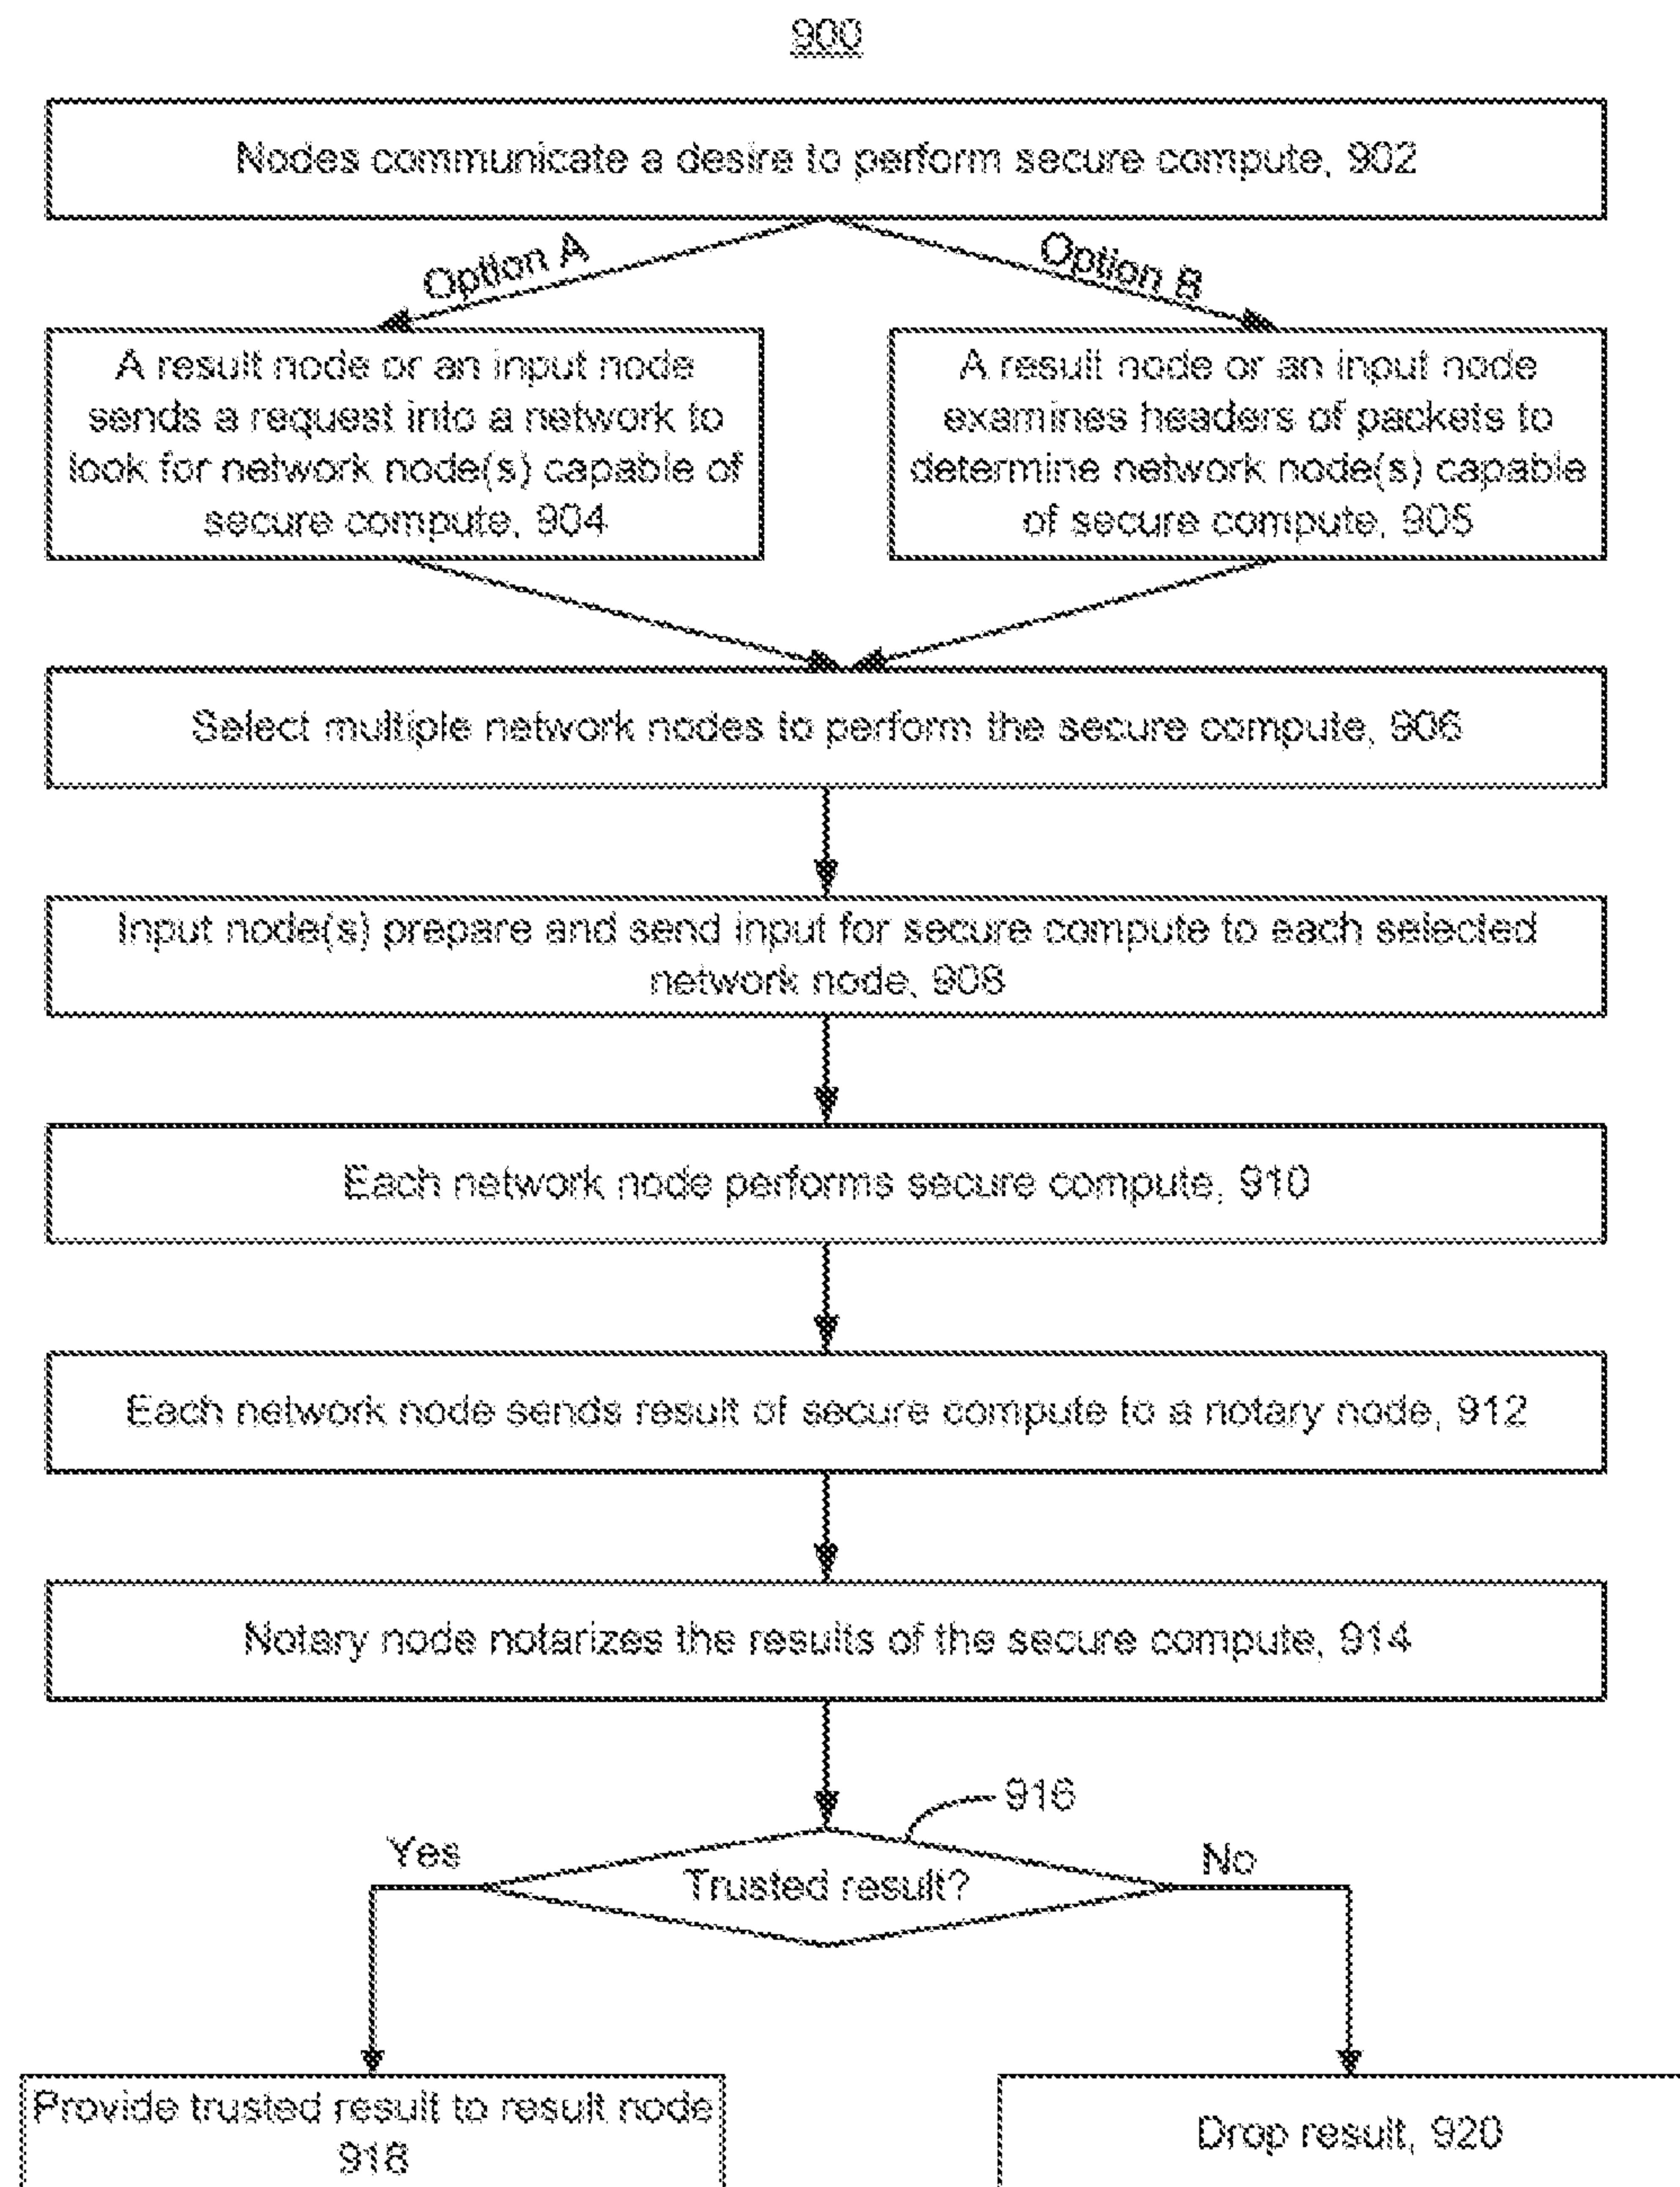 900
Nodes communicate a desire to perform secure compute, 902
Option A
Option B
A result node or an input node
sends a request into a network to
look for network node(s) capable of
secure compute, 904
A result node or an input node
examines headers of packets to
determine network node(s) capable
of secure compute, 905
Select multiple network nodes to perform the secure compute, 906
Input node(s) prepare and send input for secure compute to each selected
network node, 908
Each network node performs secure compute, 910
Each network node sends result of secure compute to a notary node, 912
Notary node notarizes the results of the secure compute, 914
916
Yes
Trusted result?
No
Provide trusted result to result node
918
Drop result, 920